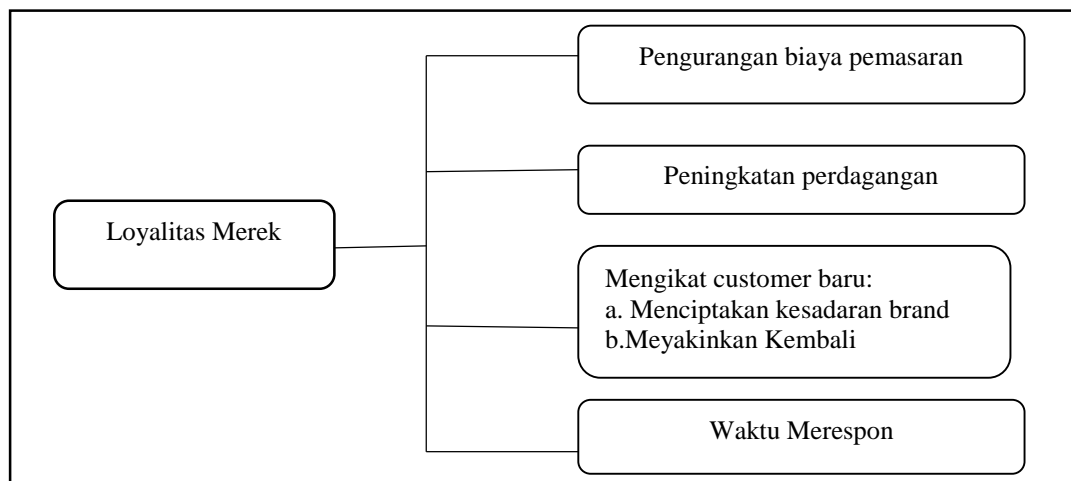 Pengurangan biaya pemasaran
Peningkatan perdagangan
Loyalitas Merek
Mengikat customer baru:
a. Menciptakan kesadaran brand
b.Meyakinkan Kembali
Waktu Merespon